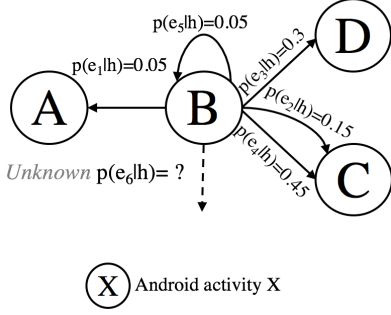 p(e₅|h)=0.05
D
p(e₁|h)=0.05
p(e₃|h)=0.3
A
B
p(e₂|h)=0.15
p(e₄|h)=0.45
C
Unknown p(e₆|h)= ?
X Android activity X